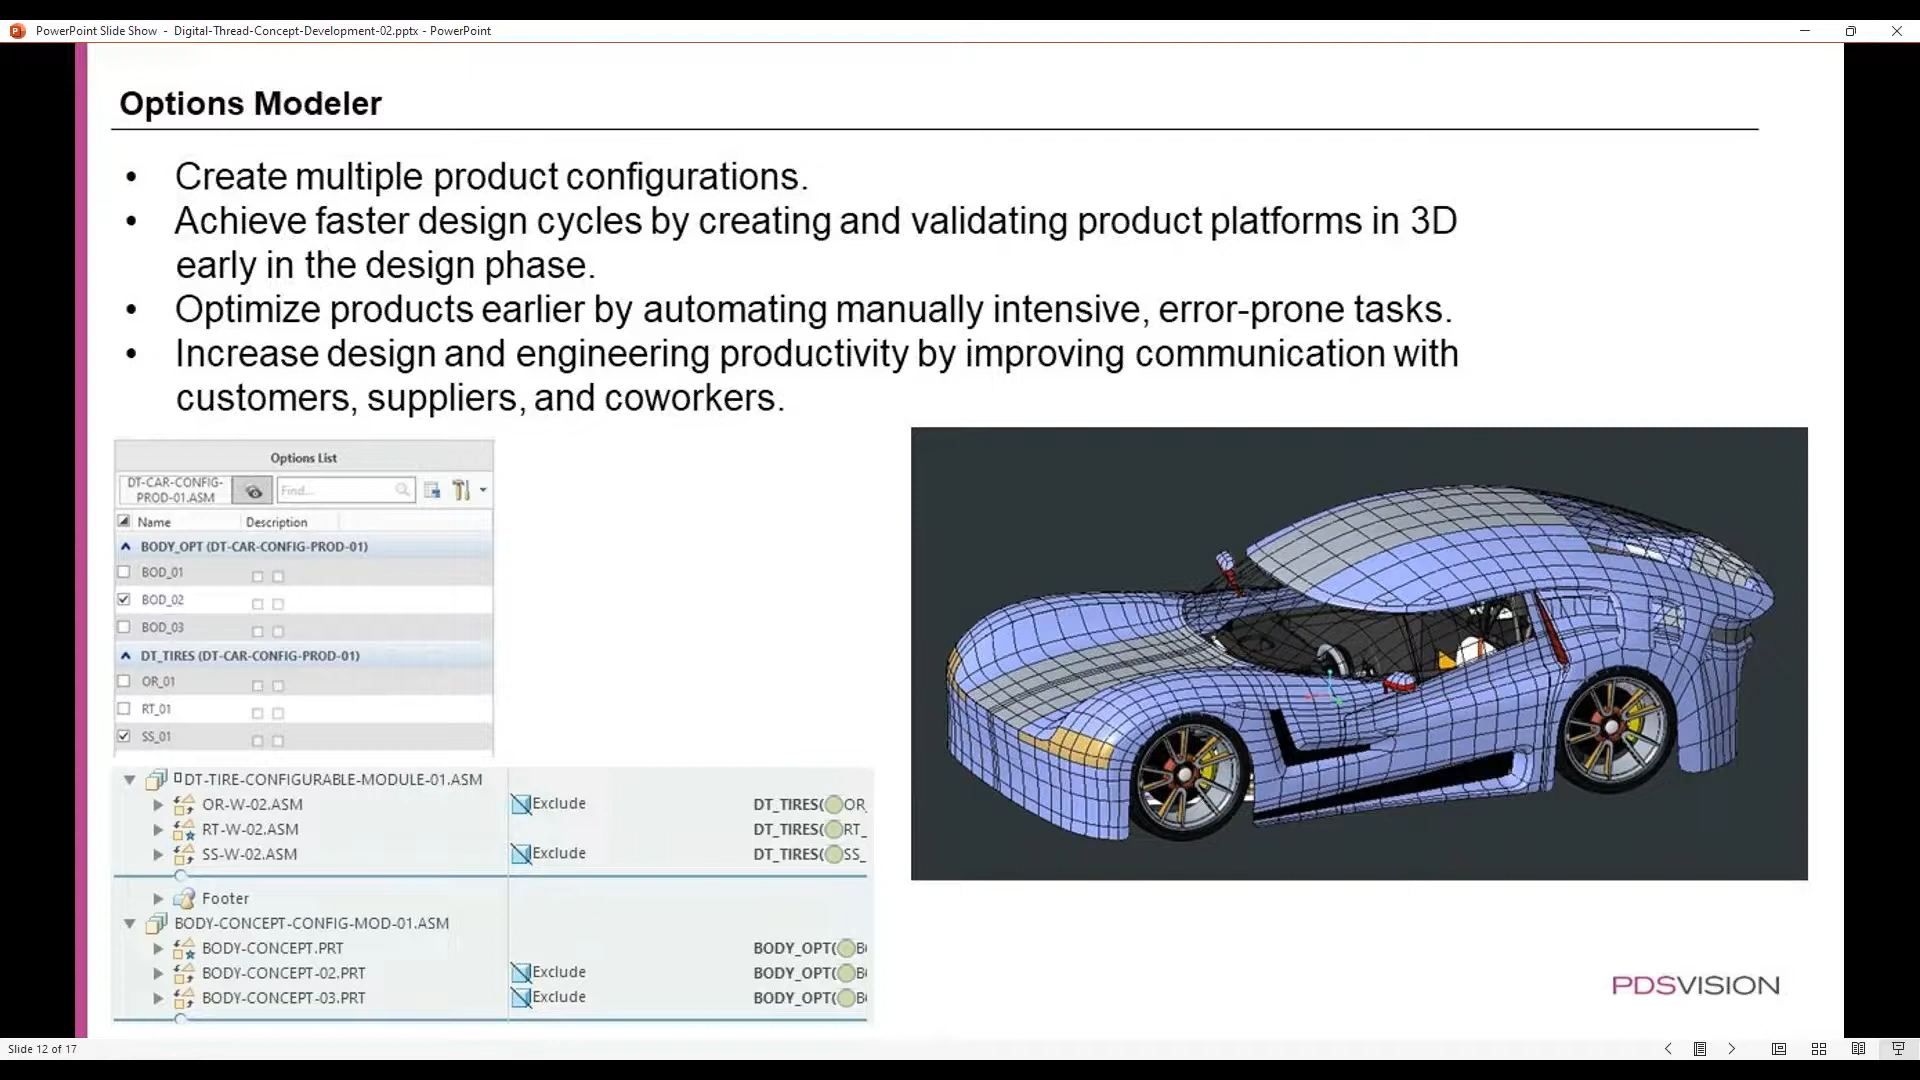 PowerPoint Slide Show - Digital-Thread-Concept-Development-02.pptx - PowerPoint
Options Modeler
• Create multiple product configurations.
• Achieve faster design cycles by creating and validating product platforms in 3D
early in the design phase.
• Optimize products earlier by automating manually intensive, error-prone tasks.
• Increase design and engineering productivity by improving communication with
customers, suppliers, and coworkers.
Options List
DT-CAR-CONFIG-
PROD-01.ASM
Find...
Name Description
BODY_OPT (DT-CAR-CONFIG-PROD-01)
BOD_01
BOD_02
BOD_03
DT_TIRES (DT-CAR-CONFIG-PROD-01)
OR_01
RT_01
SS_01
DT-TIRE-CONFIGURABLE-MODULE-01.ASM
OR-W-02.ASM Exclude DT_TIRES( OR_
RT-W-02.ASM DT_TIRES( RT_
SS-W-02.ASM Exclude DT_TIRES( SS_
Footer
BODY-CONCEPT-CONFIG-MOD-01.ASM
BODY-CONCEPT.PRT BODY_OPT( B
BODY-CONCEPT-02.PRT Exclude BODY_OPT( B
BODY-CONCEPT-03.PRT Exclude BODY_OPT( B
PDSVISION
Slide 12 of 17